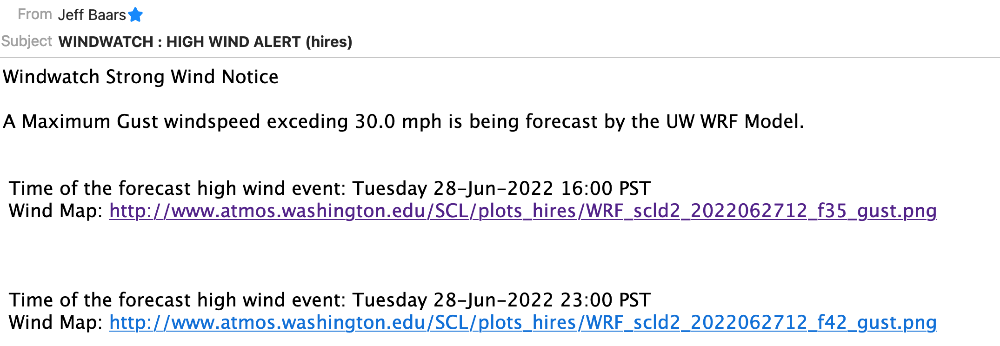 From Jeff Baars
Subject WINDWATCH : HIGH WIND ALERT (hires)
Windwatch Strong Wind Notice
A Maximum Gust windspeed exceding 30.0 mph is being forecast by the UW WRF Model.
Time of the forecast high wind event: Tuesday 28-Jun-2022 16:00 PST
Wind Map: http://www.atmos.washington.edu/SCL/plots_hires/WRF_scld2_2022062712_f35_gust.png
Time of the forecast high wind event: Tuesday 28-Jun-2022 23:00 PST
Wind Map: http://www.atmos.washington.edu/SCL/plots_hires/WRF_scld2_2022062712_f42_gust.png